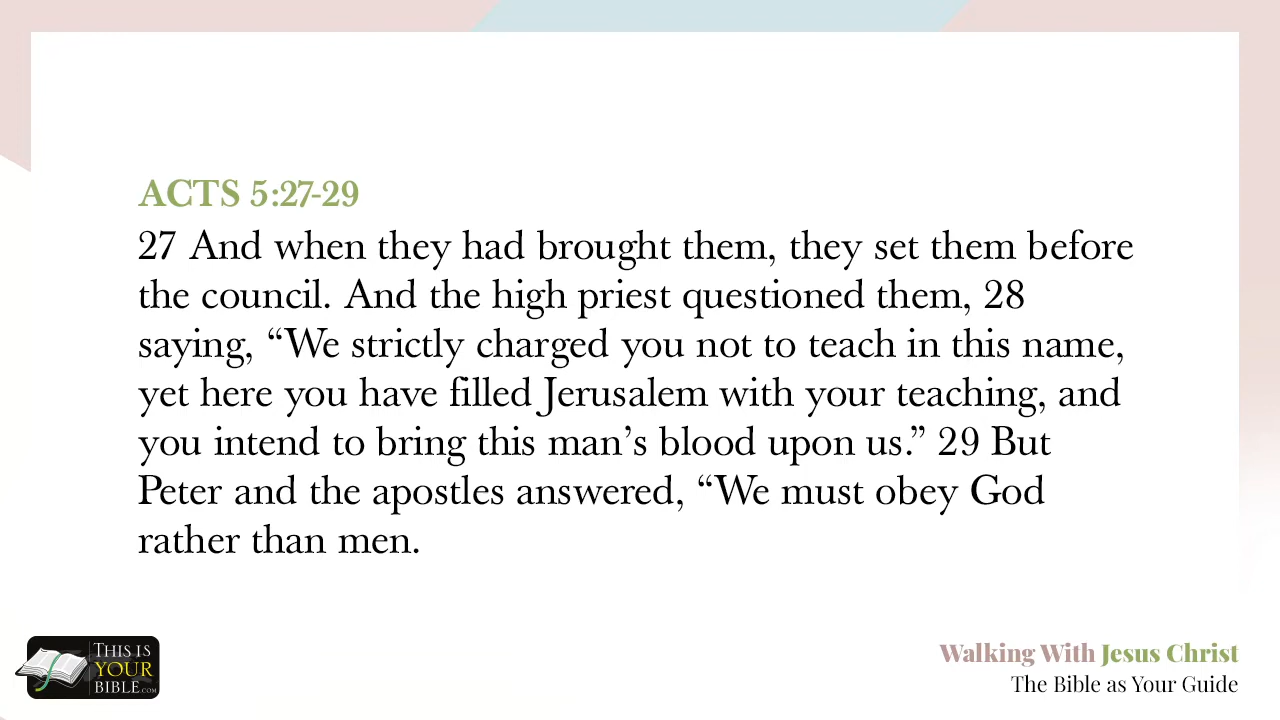 ACTS 5:27-29
27 And when they had brought them, they set them before
the council. And the high priest questioned them, 28
saying, “We strictly charged you not to teach in this name,
yet here you have filled Jerusalem with your teaching, and
you intend to bring this man’s blood upon us.” 29 But
Peter and the apostles answered, “We must obey God
rather than men.
THIS IS
YOUR
BIBLE.COM
Walking With Jesus Christ
The Bible as Your Guide